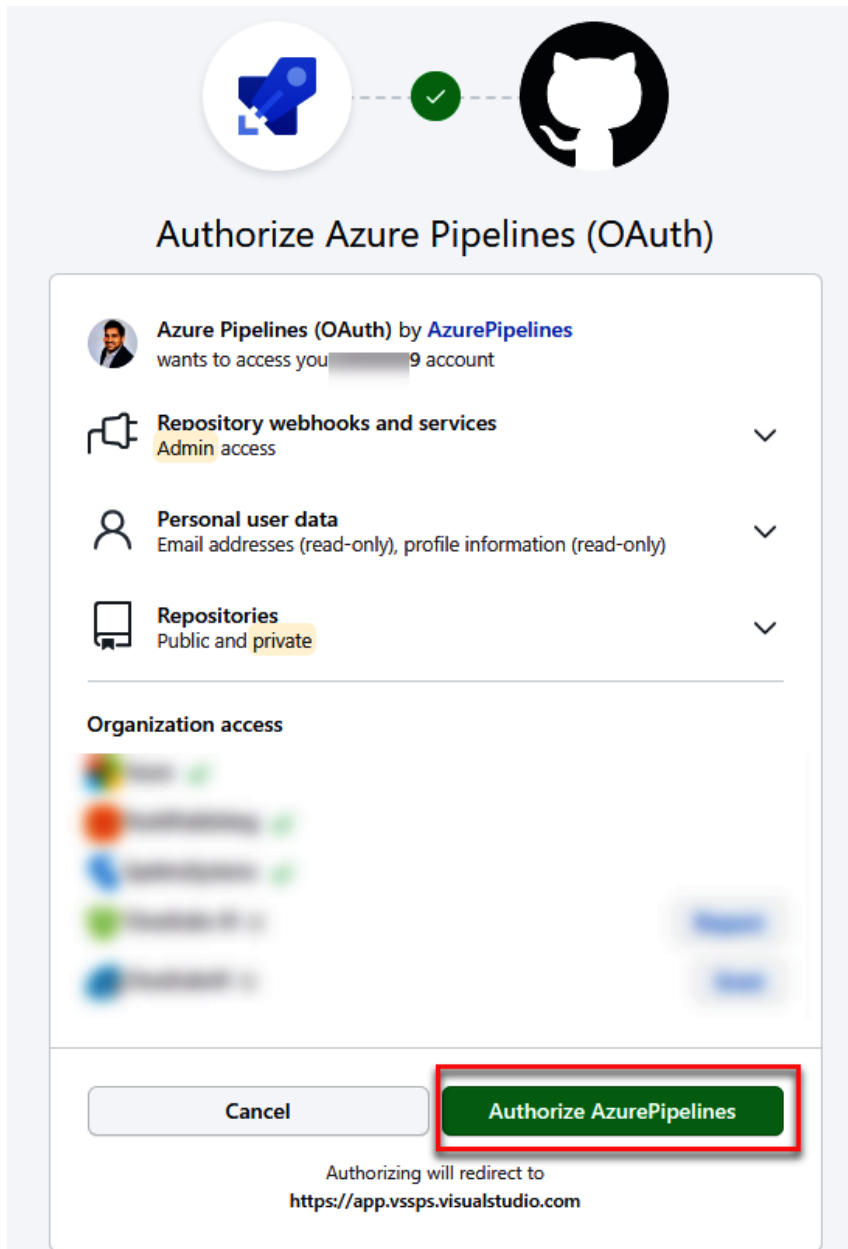 Authorize Azure Pipelines (OAuth)
Azure Pipelines (OAuth) by AzurePipelines
wants to access you 9 account
Repository webhooks and services
Admin access
Personal user data
Email addresses (read-only), profile information (read-only)
Repositories
Public and private
Organization access
Cancel
Authorize AzurePipelines
Authorizing will redirect to
https://app.vssps.visualstudio.com